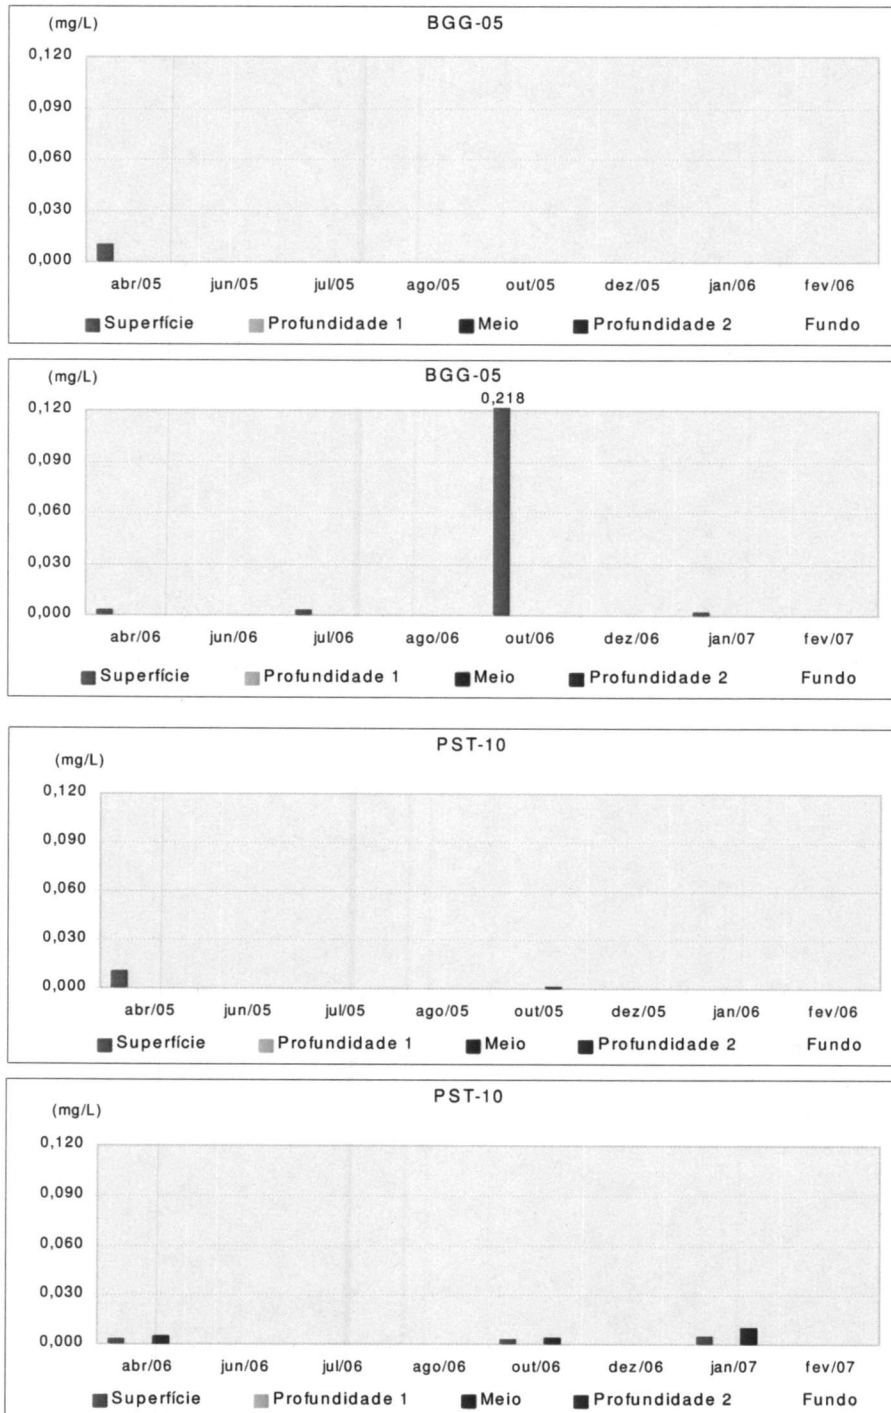 (mg/L) BGG-05
0,120
0,090
0,060
0,030
0,000
abr/05 jun/05 jul/05 ago/05 out/05 dez/05 jan/06 fev/06
Superfície Profundidade 1 Meio Profundidade 2 Fundo
(mg/L) BGG-05
0,218
0,120
0,090
0,060
0,030
0,000
abr/06 jun/06 jul/06 ago/06 out/06 dez/06 jan/07 fev/07
Superfície Profundidade 1 Meio Profundidade 2 Fundo
PST-10
(mg/L)
0,120
0,090
0,060
0,030
0,000
abr/05 jun/05 jul/05 ago/05 out/05 dez/05 jan/06 fev/06
Superfície Profundidade 1 Meio Profundidade 2 Fundo
PST-10
(mg/L)
0,120
0,090
0,060
0,030
0,000
abr/06 jun/06 jul/06 ago/06 out/06 dez/06 jan/07 fev/07
Superfície Profundidade 1 Meio Profundidade 2 Fundo